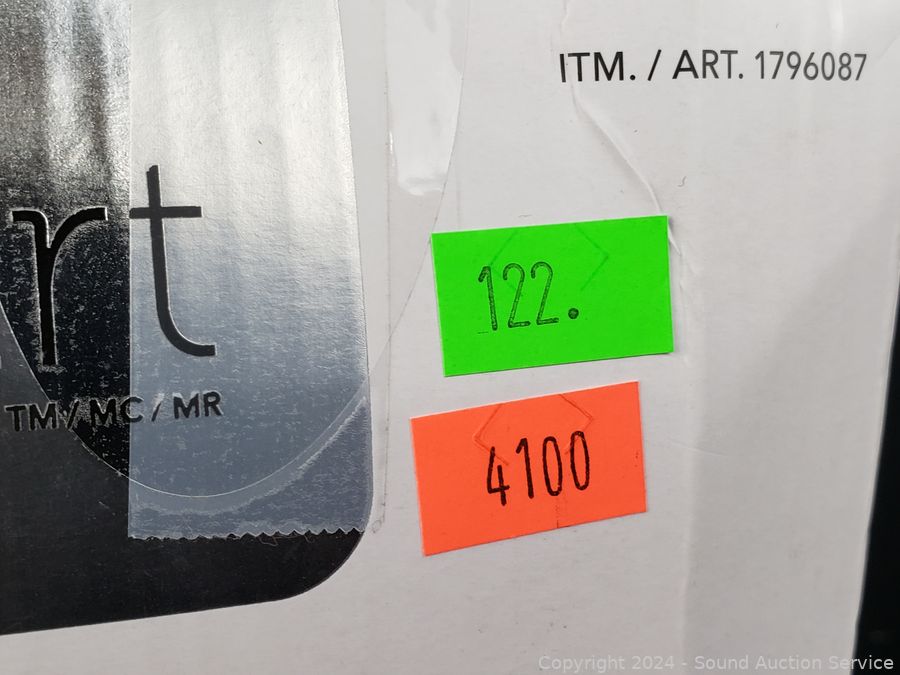 ITM. / ART. 1796087
rt
TM / MC / MR
122.
4100
Copyright 2024 - Sound Auction Service